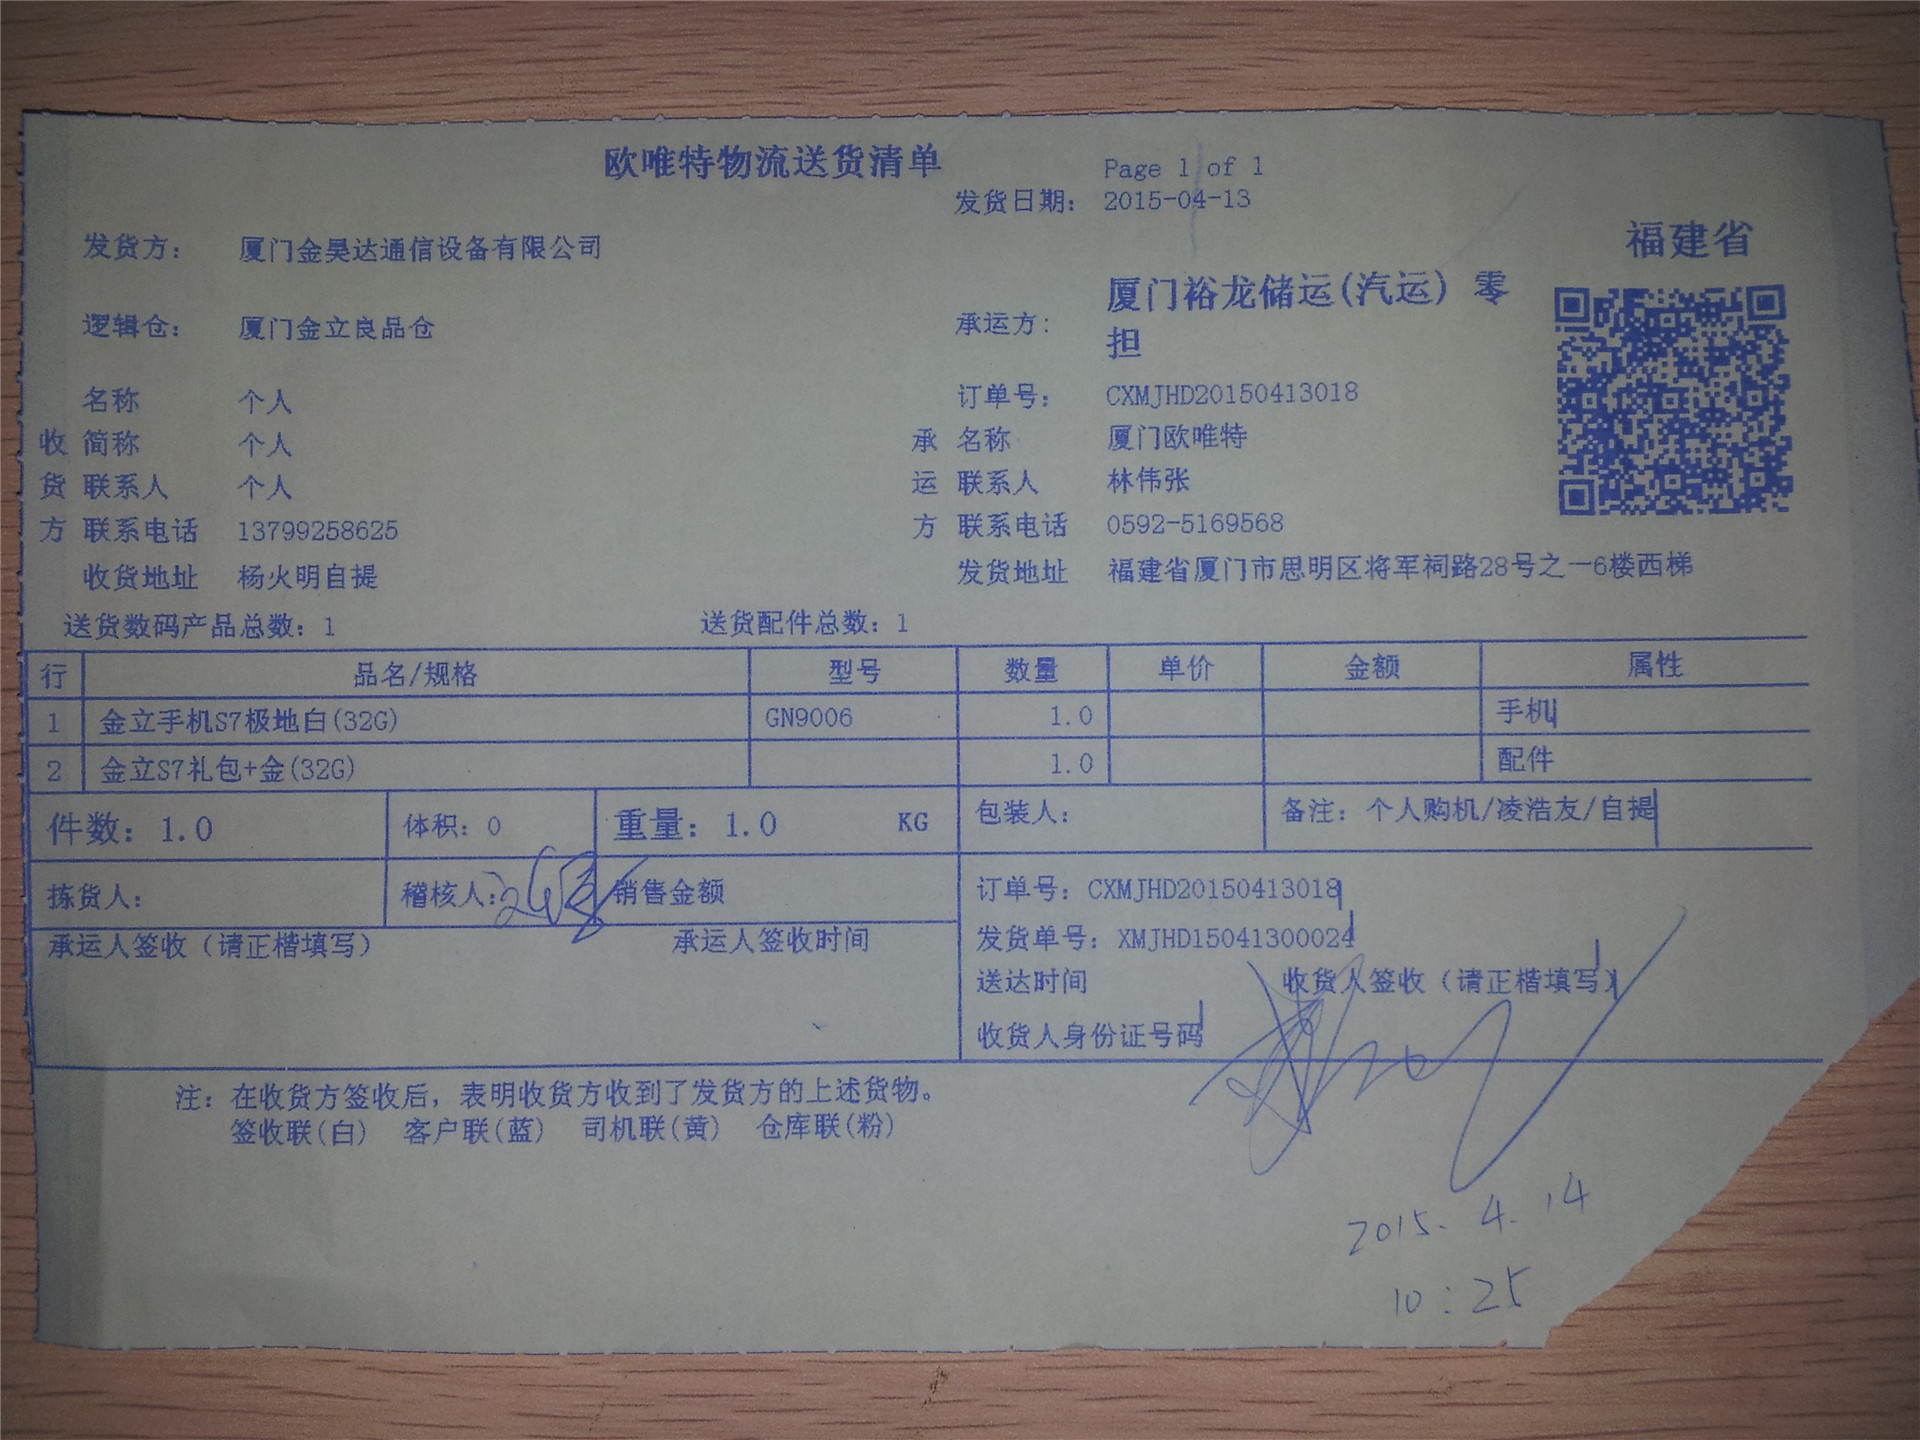 欧唯特物流送货清单
Page 1 of 1
发货日期： 2015-04-13
发货方： 厦门金昊达通信设备有限公司
福建省
逻辑仓： 厦门金立良品仓
承运方： 厦门裕龙储运(汽运) 零
担
名称 个人
订单号： CXMJHD20150413018
收 简称 个人
承 名称 厦门欧唯特
货 联系人 个人
运 联系人 林伟张
方 联系电话 13799258625
方 联系电话 0592-5169568
收货地址 杨火明自提
发货地址 福建省厦门市思明区将军祠路28号之一6楼西梯
送货数码产品总数：1 送货配件总数：1
行 品名/规格 型号 数量 单价 金额 属性
1 金立手机S7极地白(32G) GN9006 1.0 手机
2 金立S7礼包+金(32G) 1.0 配件
件数：1.0 体积：0 重量：1.0 KG 包装人： 备注：个人购机/凌浩友/自提
拣货人： 稽核人： 销售金额
订单号：CXMJHD20150413018
承运人签收（请正楷填写） 承运人签收时间
发货单号：XMJHD15041300024
送达时间 收货人签收（请正楷填写）
收货人身份证号码
注：在收货方签收后，表明收货方收到了发货方的上述货物。
签收联(白) 客户联(蓝) 司机联(黄) 仓库联(粉)
2015.4.14
10:25